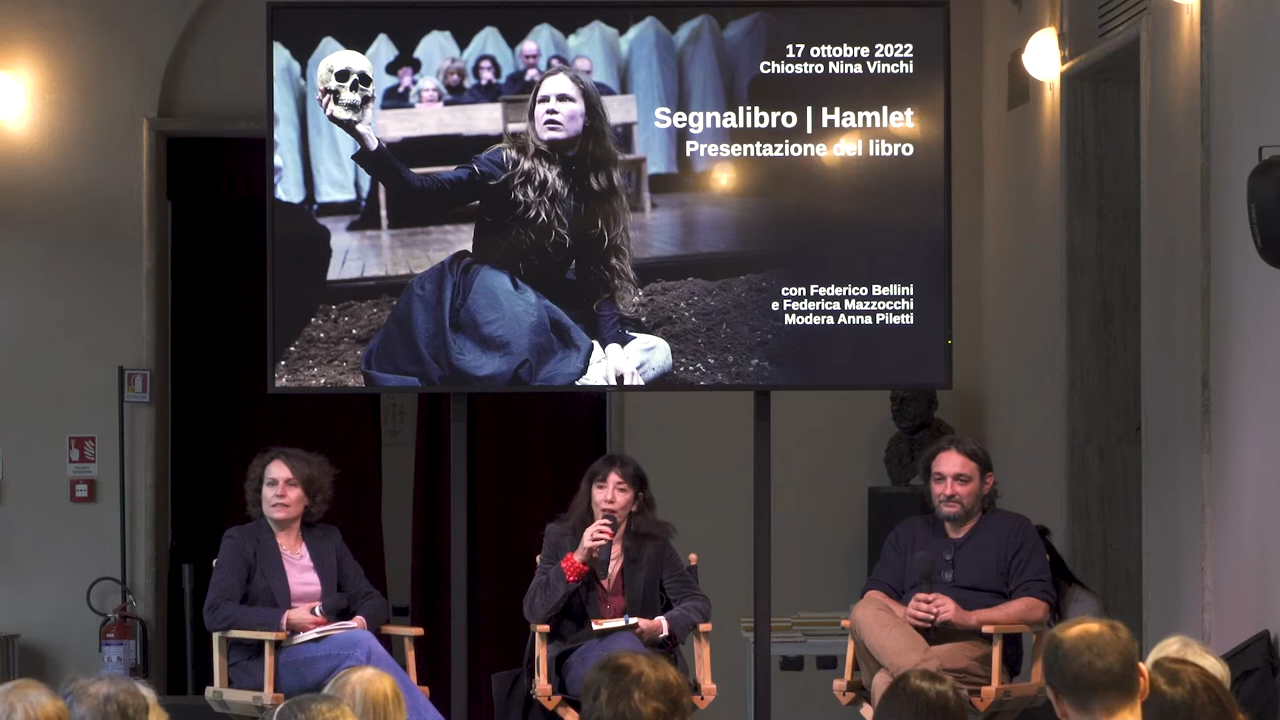 17 ottobre 2022
Chiostro Nina Vinchi
Segnalibro | Hamlet
Presentazione del libro
con Federico Bellini
e Federica Mazzocchi
Modera Anna Piletti